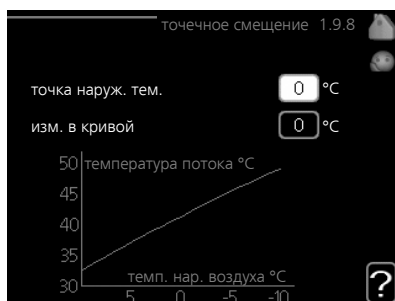 точечное смещение 1.9.8
точка наруж. тем. 0 °C
изм. в кривой 0 °C
50 температура потока °C
45
40
35
30
темп. нар. воздуха °C
5 0 -5 -10
?